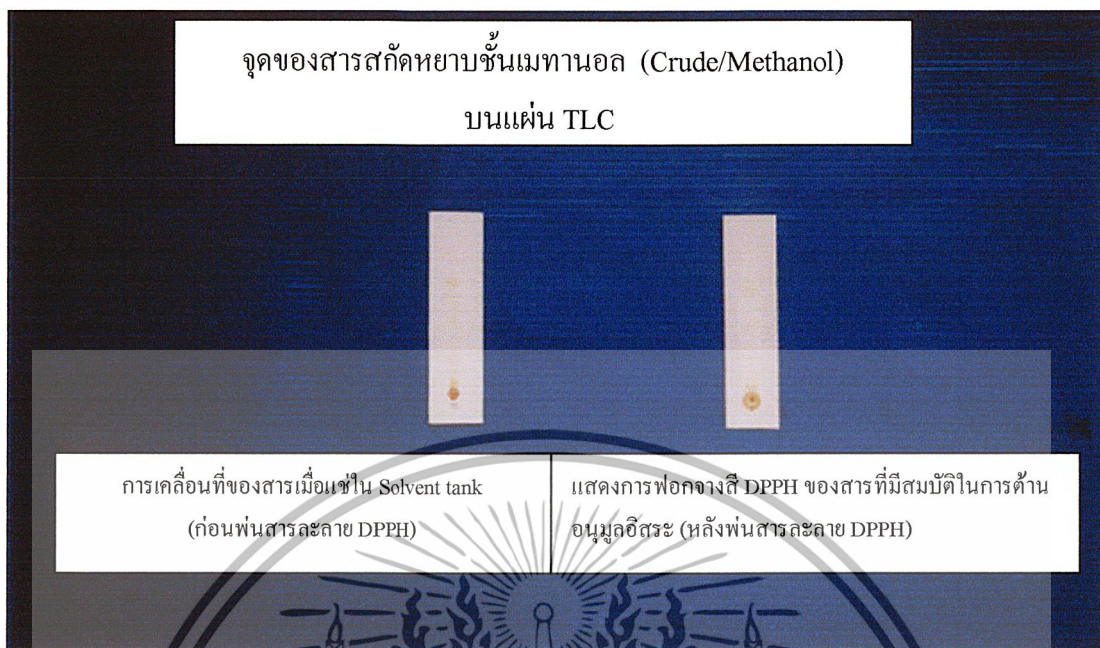 จุดของสารสกัดหยาบชั้นเมทานอล (Crude/Methanol)
บนแผ่น TLC
การเคลื่อนที่ของสารเมื่อแช่ใน Solvent tank
(ก่อนพ่นสารละลาย DPPH)
แสดงการฟอกจางสี DPPH ของสารที่มีสมบัติในการต้าน
อนุมูลอิสระ (หลังพ่นสารละลาย DPPH)